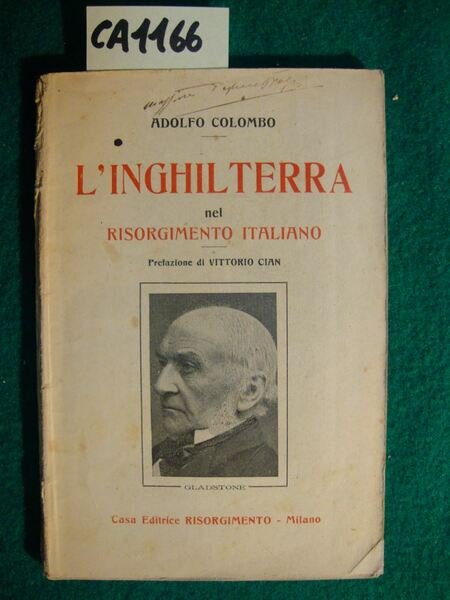 CA1166
ADOLFO COLOMBO
L'INGHILTERRA
nel
RISORGIMENTO ITALIANO
Prefazione di VITTORIO CIAN
GLADSTONE
Casa Editrice RISORGIMENTO - Milano